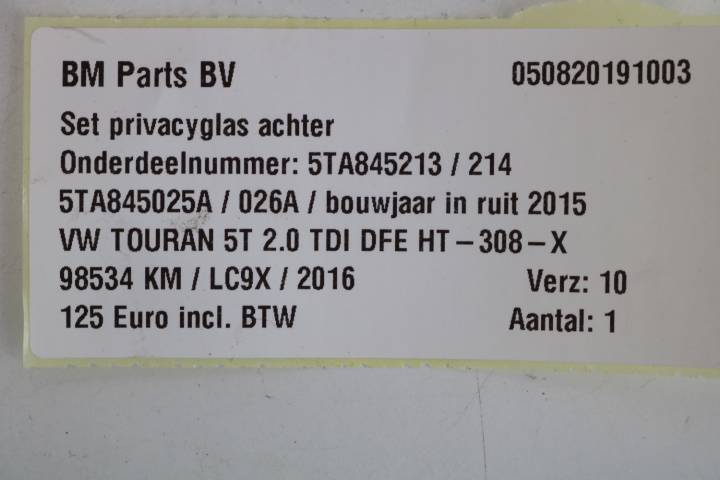 BM Parts BV 050820191003
Set privacyglas achter
Onderdeelnummer: 5TA845213 / 214
5TA845025A / 026A / bouwjaar in ruit 2015
VW TOURAN 5T 2.0 TDI DFE HT – 308 – X
98534 KM / LC9X / 2016 Verz: 10
125 Euro incl. BTW Aantal: 1